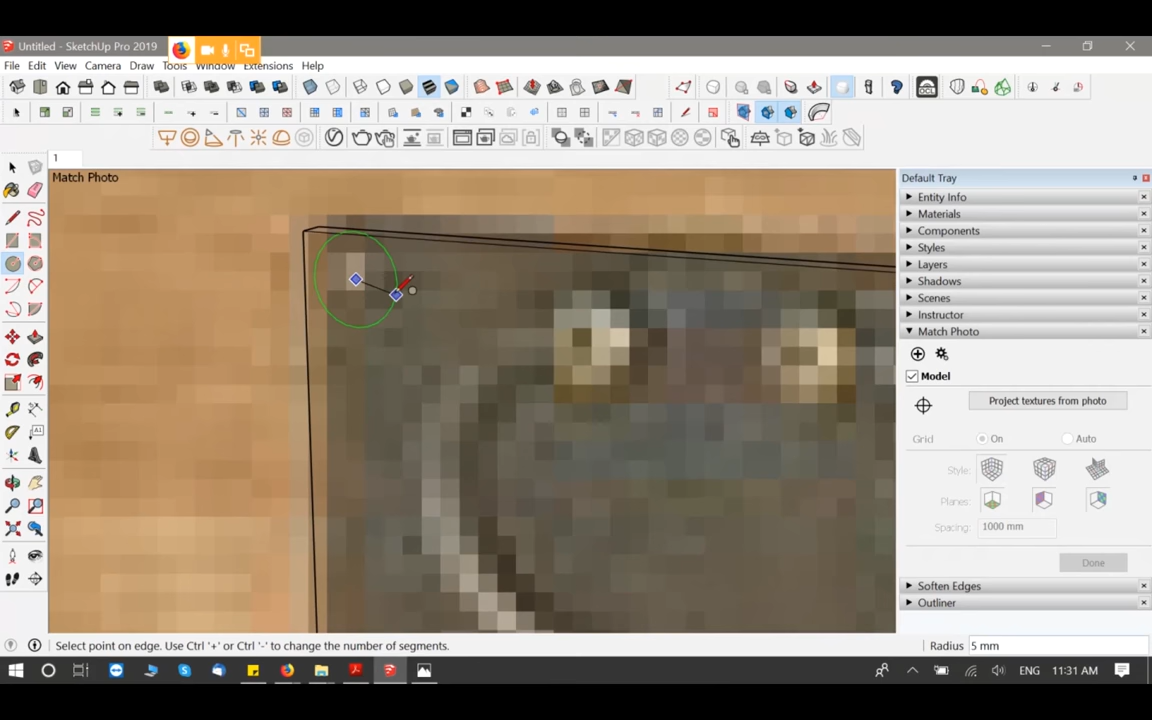 Untitled - SketchUp Pro 2019
File Edit View Camera Draw Tools Window Extensions Help
1
Match Photo
Default Tray
Entity Info
Materials
Components
Styles
Layers
Shadows
Scenes
Instructor
Match Photo
Model
Project textures from photo
Grid On Auto
Style:
Planes:
Spacing: 1000 mm
Done
Soften Edges
Outliner
Select point on edge. Use Ctrl '+' or Ctrl '-' to change the number of segments.
Radius 5 mm
ENG 11:31 AM